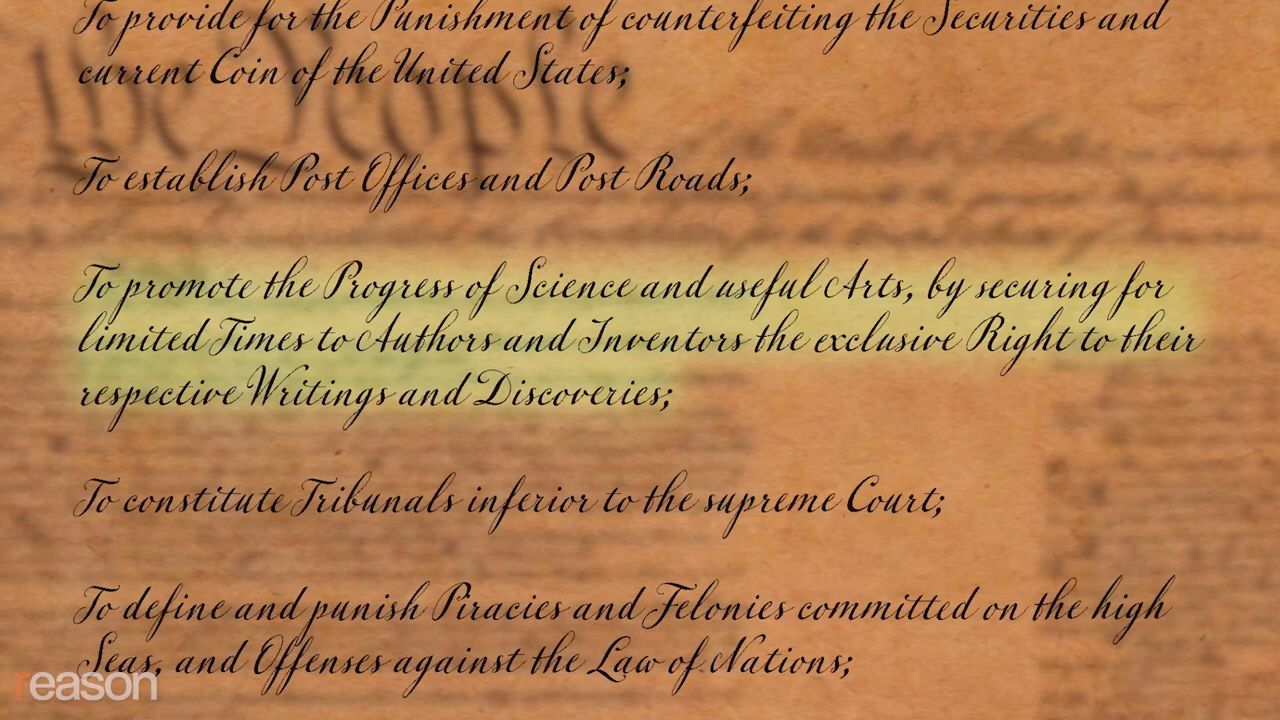 To provide for the Punishment of counterfeiting the Securities and
current Coin of the United States;
the People
To establish Post Offices and Post Roads;
To promote the Progress of Science and useful Arts, by securing for
limited Times to Authors and Inventors the exclusive Right to their
respective Writings and Discoveries;
To constitute Tribunals inferior to the supreme Court;
To define and punish Piracies and Felonies committed on the high
Seas, and Offenses against the Law of Nations;
reason